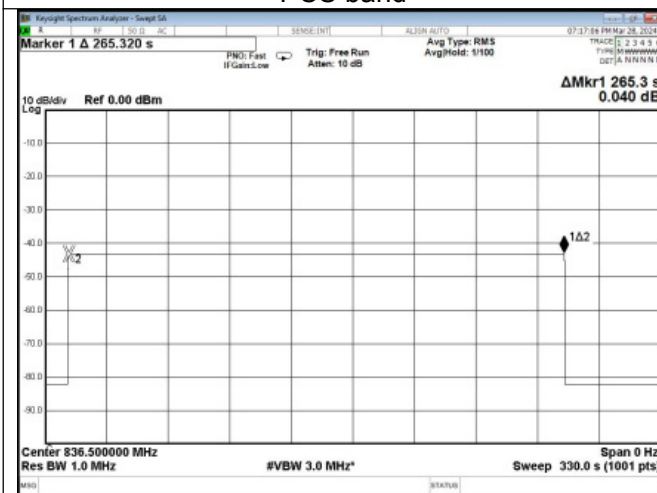 Keysight Spectrum Analyzer - Swept SA
R RF 50 Ω AC SENSE:INT ALIGN AUTO 07:17:06 PM Mar 28, 2024
Marker 1 Δ 265.320 s
PNO: Fast Trig: Free Run Avg Type: RMS TRACE 1 2 3 4 5
IFGain:Low Atten: 10 dB Avg|Hold: 1/100 TYPE M WWWWW
DET A N N N N
ΔMkr1 265.3 s
0.040 dB
10 dB/div Ref 0.00 dBm
Log
-10.0
-20.0
-30.0
-40.0
1Δ2
2
-50.0
-60.0
-70.0
-80.0
-90.0
Center 836.500000 MHz Span 0 Hz
Res BW 1.0 MHz #VBW 3.0 MHz* Sweep 330.0 s (1001 pts)
MSG STATUS